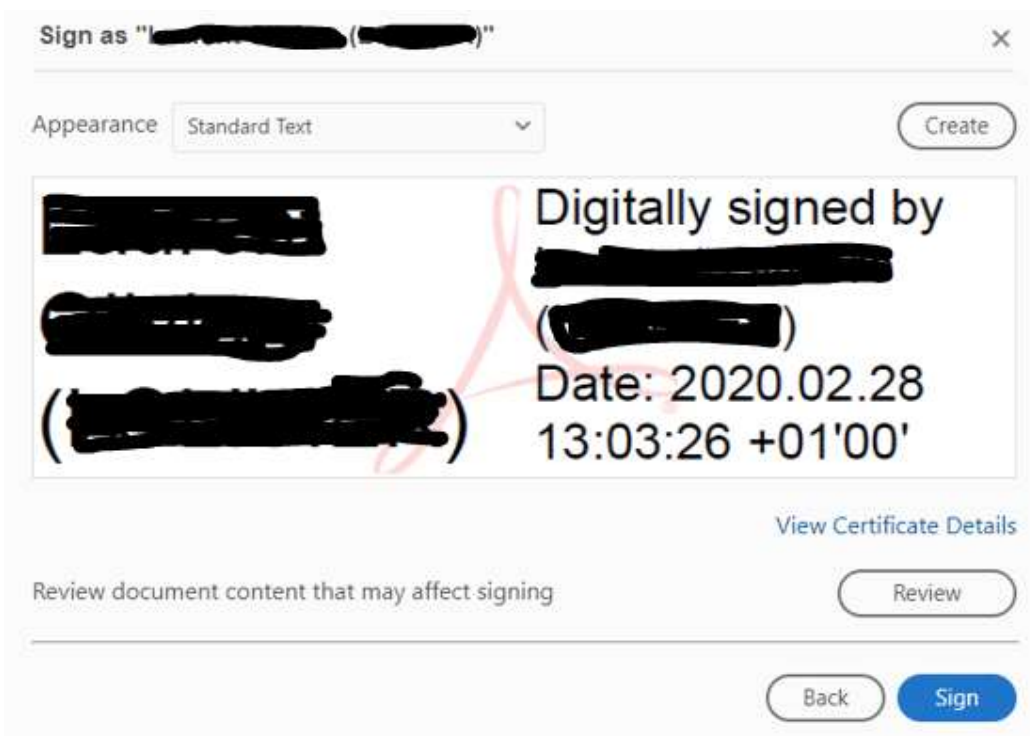 Sign as "
Appearance Standard Text Create
Digitally signed by
Date: 2020.02.28
13:03:26 +01'00'
View Certificate Details
Review document content that may affect signing Review
Back Sign